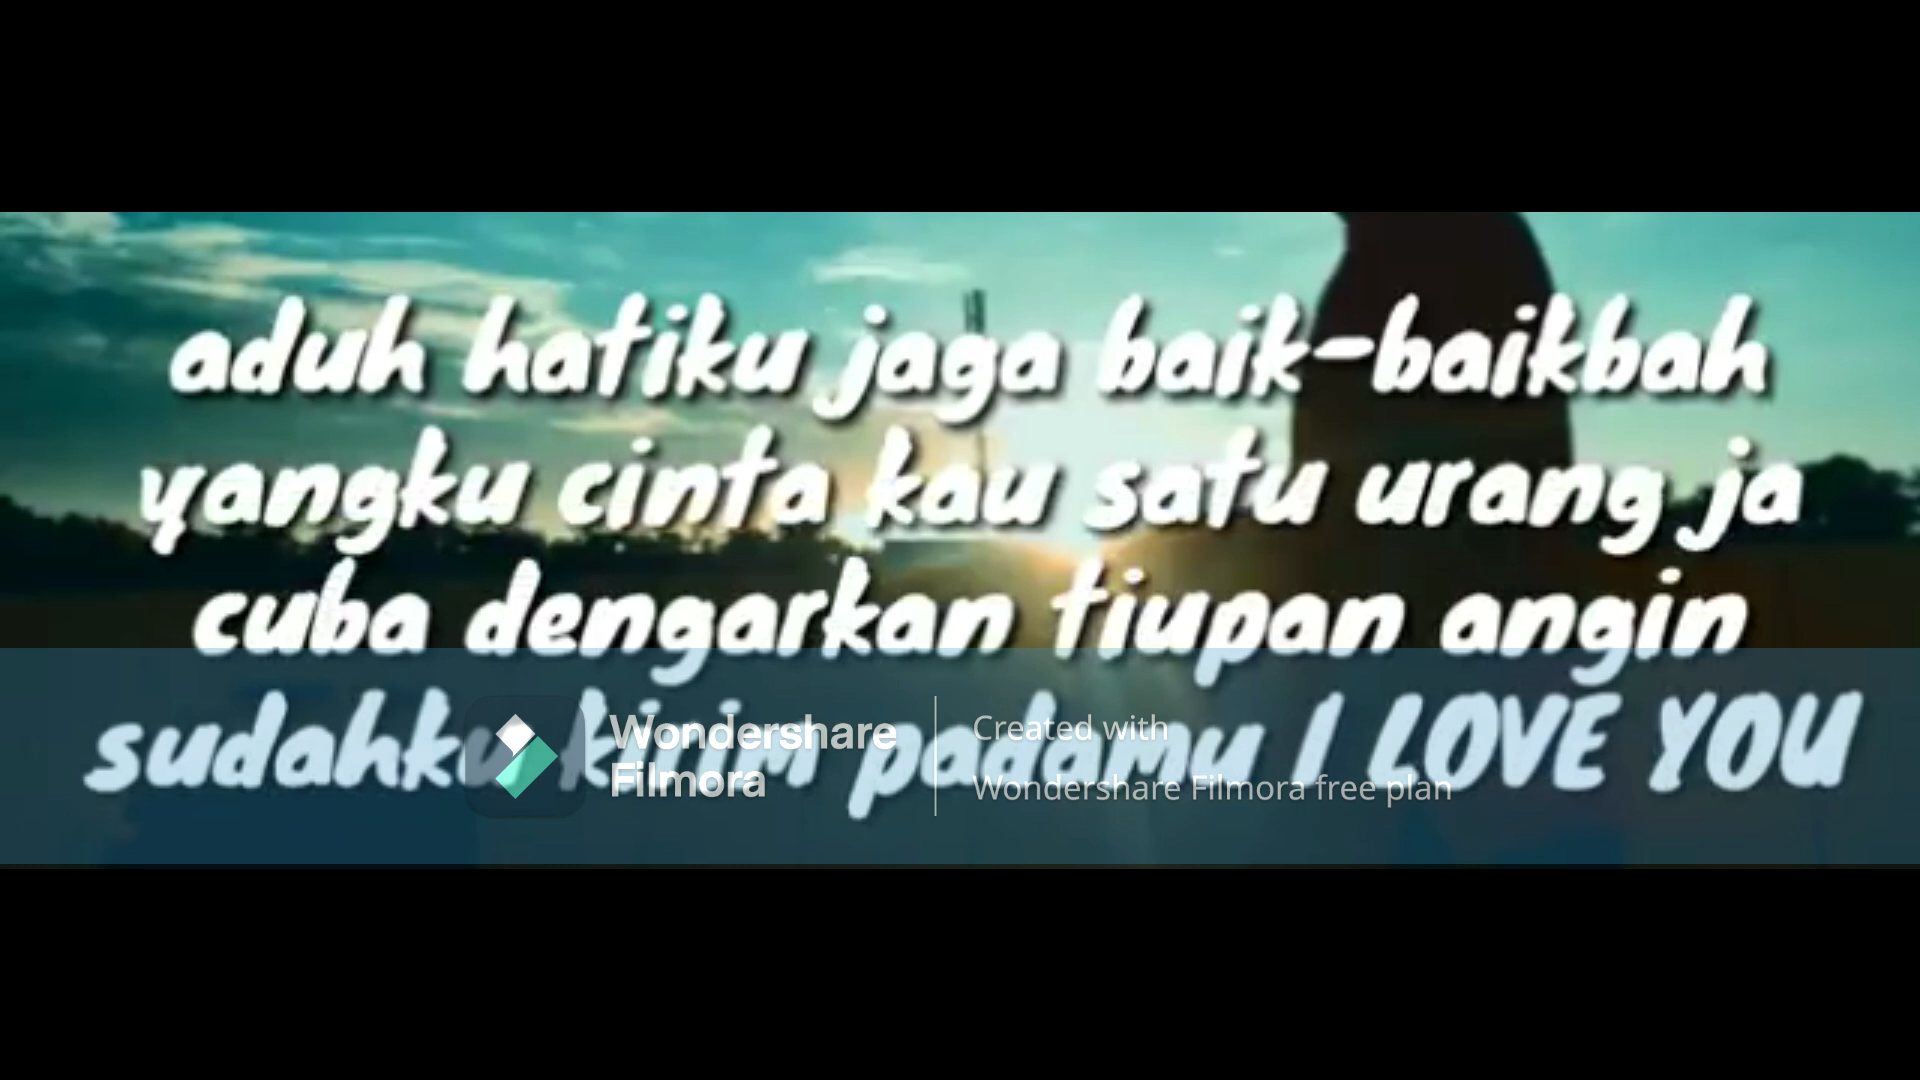 aduh hatiku jaga baik-baikbah
yangku cinta kau satu urang ja
cuba dengarkan tiupan angin
sudahku kirim padamu I LOVE YOU
Wondershare
Filmora
Created with
Wondershare Filmora free plan